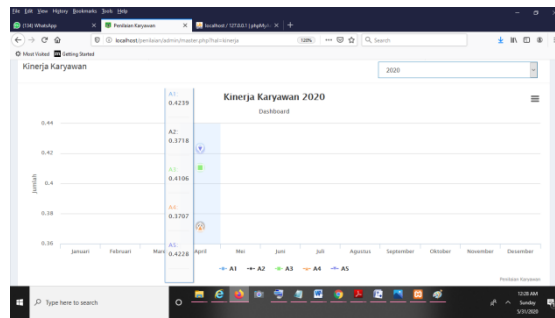 File Edit View History Bookmarks Tools Help
(134) WhatsApp
Penilaian Karyawan
localhost / 127.0.0.1 | phpMyA
localhost/penilaian/admin/master.php?hal=kinerja
120%
Search
Most Visited
Getting Started
Kinerja Karyawan
2020
Kinerja Karyawan 2020
Dashboard
A1:
0.4239
A2:
0.3718
A3:
0.4106
A4:
0.3707
A5:
0.4228
Jumlah
0.44
0.42
0.4
0.38
0.36
Januari Februari Mare April Mei Juni Juli Agustus September Oktober November Desember
A1 A2 A3 A4 A5
Penilaian Karyawan
Type here to search
12:28 AM
Sunday
5/31/2020